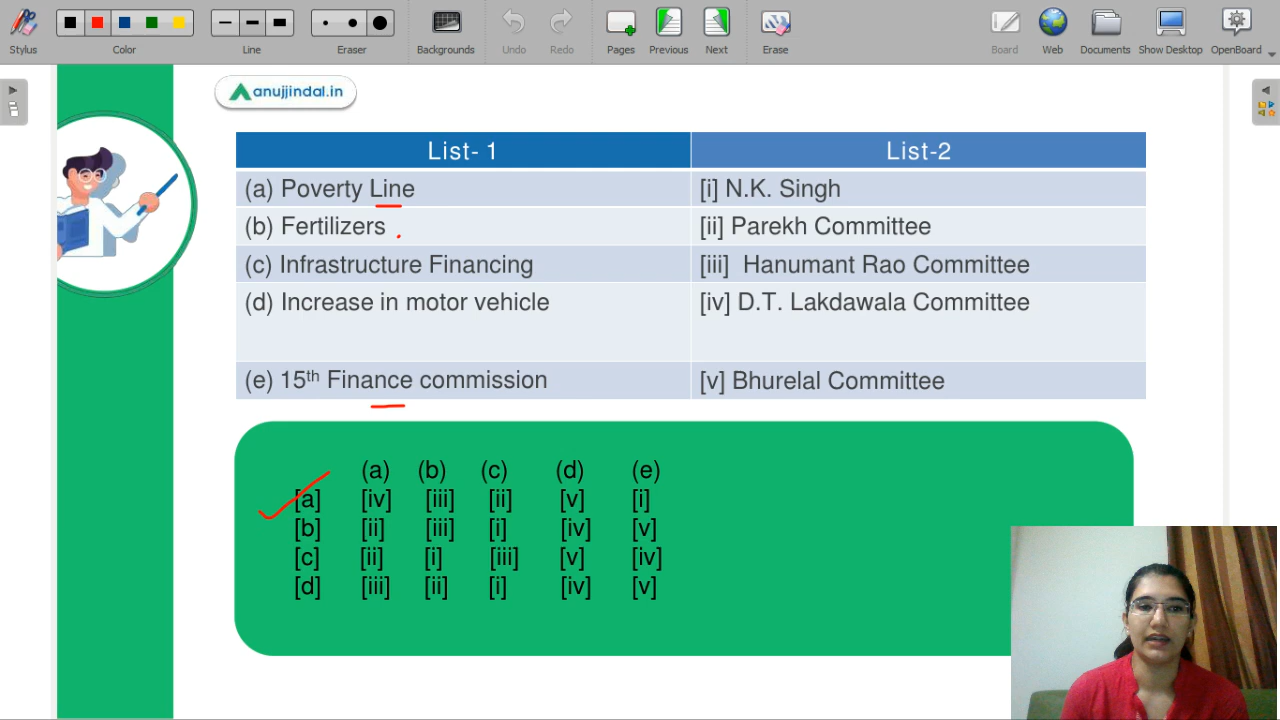 Stylus Color Line Eraser Backgrounds Undo Redo Pages Previous Next Erase Board Web Documents Show Desktop OpenBoard
anujjindal.in
List- 1 List-2
(a) Poverty Line [i] N.K. Singh
(b) Fertilizers [ii] Parekh Committee
(c) Infrastructure Financing [iii] Hanumant Rao Committee
(d) Increase in motor vehicle [iv] D.T. Lakdawala Committee
(e) 15th Finance commission [v] Bhurelal Committee
(a) (b) (c) (d) (e)
[a] [iv] [iii] [ii] [v] [i]
[b] [ii] [iii] [i] [iv] [v]
[c] [ii] [i] [iii] [v] [iv]
[d] [iii] [ii] [i] [iv] [v]